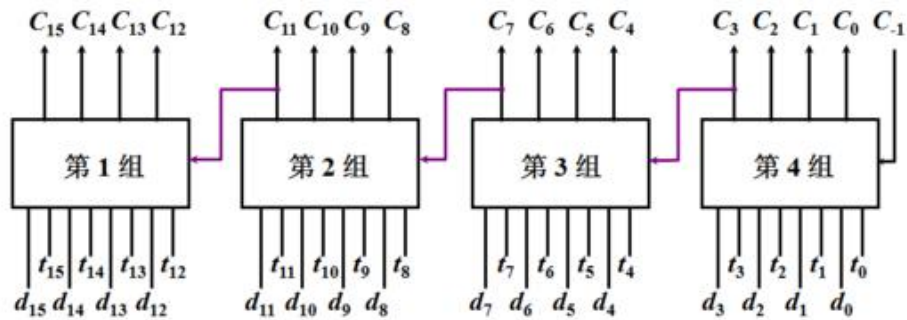 C15 C14 C13 C12 C11 C10 C9 C8 C7 C6 C5 C4 C3 C2 C1 C0 C-1
第 1 组 第 2 组 第 3 组 第 4 组
t15 t14 t13 t12 t11 t10 t9 t8 t7 t6 t5 t4 t3 t2 t1 t0
d15 d14 d13 d12 d11 d10 d9 d8 d7 d6 d5 d4 d3 d2 d1 d0